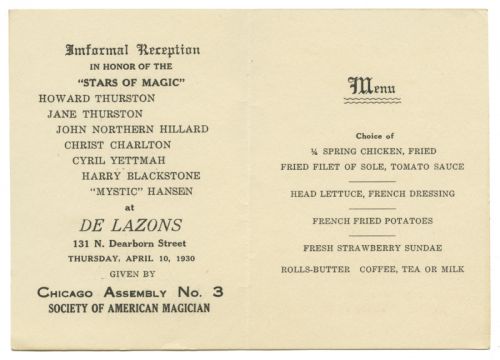 Imformal Reception
IN HONOR OF THE
"STARS OF MAGIC"
HOWARD THURSTON
JANE THURSTON
JOHN NORTHERN HILLARD
CHRIST CHARLTON
CYRIL YETTMAH
HARRY BLACKSTONE
"MYSTIC" HANSEN
at
DE LAZONS
131 N. Dearborn Street
THURSDAY, APRIL 10, 1930
GIVEN BY
CHICAGO ASSEMBLY NO. 3
SOCIETY OF AMERICAN MAGICIAN
Menu
Choice of
¼ SPRING CHICKEN, FRIED
FRIED FILET OF SOLE, TOMATO SAUCE
HEAD LETTUCE, FRENCH DRESSING
FRENCH FRIED POTATOES
FRESH STRAWBERRY SUNDAE
ROLLS-BUTTER COFFEE, TEA OR MILK